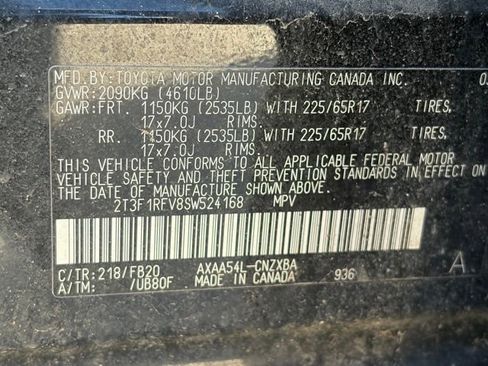 MFD.BY:TOYOTA MOTOR MANUFACTURING CANADA INC.
GVWR:2090KG (4610LB)
GAWR:FRT. 1150KG (2535LB) WITH 225/65R17 TIRES,
17x7.0J RIMS.
RR. 1150KG (2535LB) WITH 225/65R17 TIRES,
17x7.0J RIMS.
THIS VEHICLE CONFORMS TO ALL APPLICABLE FEDERAL MOTOR
VEHICLE SAFETY AND THEFT PREVENTION STANDARDS IN EFFECT ON
THE DATE OF MANUFACTURE SHOWN ABOVE.
2T3F1RFV8SW524168 MPV
C/TR:218/FB20 AXAA54L-CNZXBA A
A/TM: /UB80F MADE IN CANADA 936